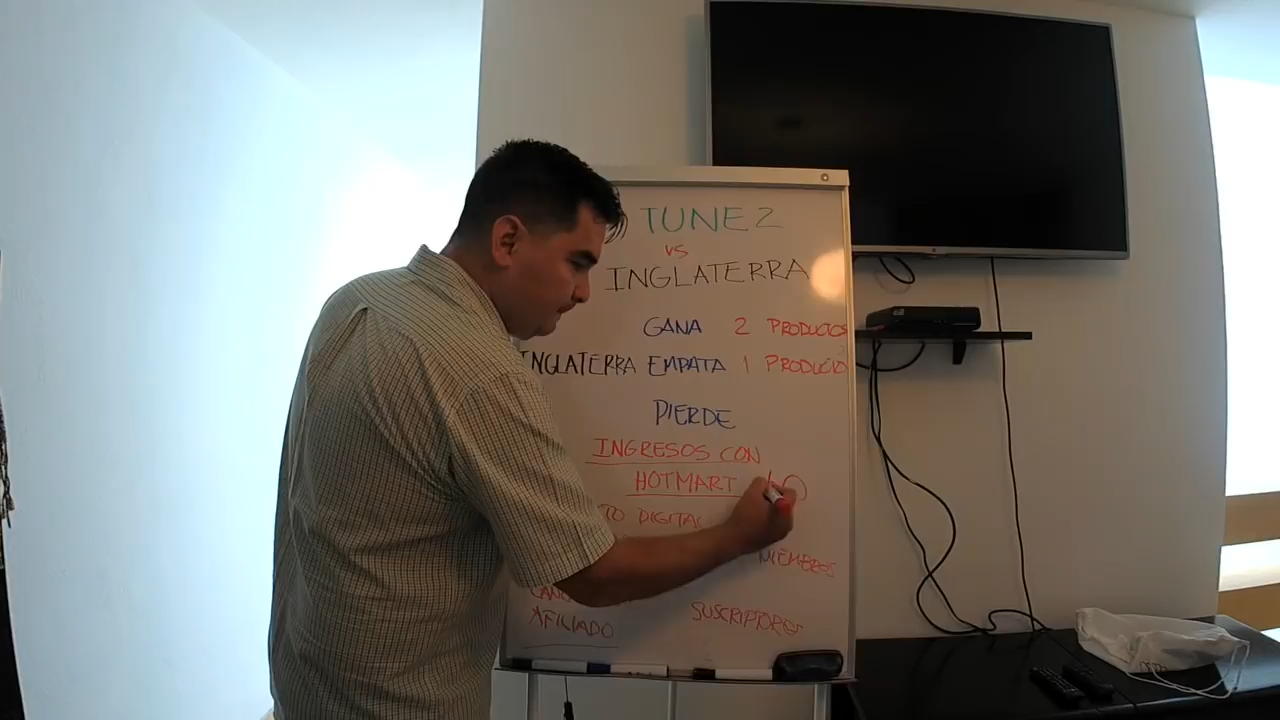 TUNEZ
VS
INGLATERRA
GANA 2 PRODUCTOS
INGLATERRA EMPATA 1 PRODUCTO
PIERDE
INGRESOS CON
HOTMART
TO DIGITAL
MIEMBROS
AFILIADO SUSCRIPTORES